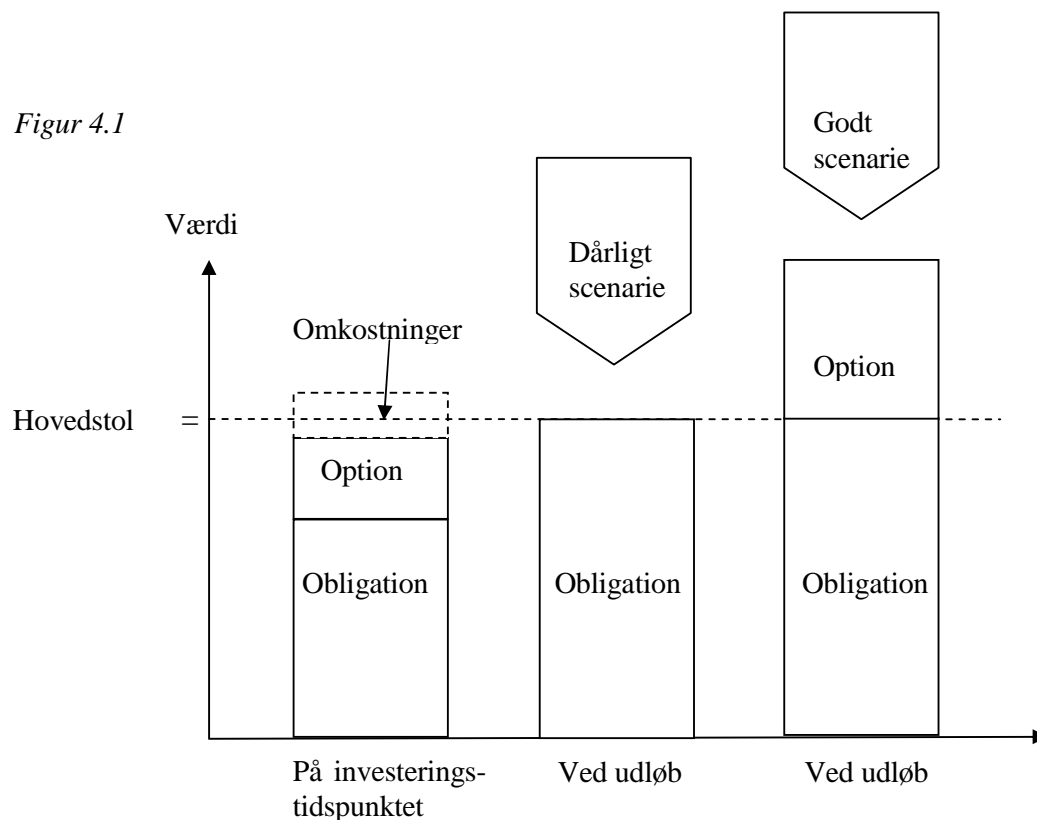 Figur 4.1
Godt
scenarie
Værdi
Dårligt
scenarie
Omkostninger
Option
Hovedstol =
Option
Obligation
Obligation
Obligation
På investerings-
tidspunktet
Ved udløb
Ved udløb